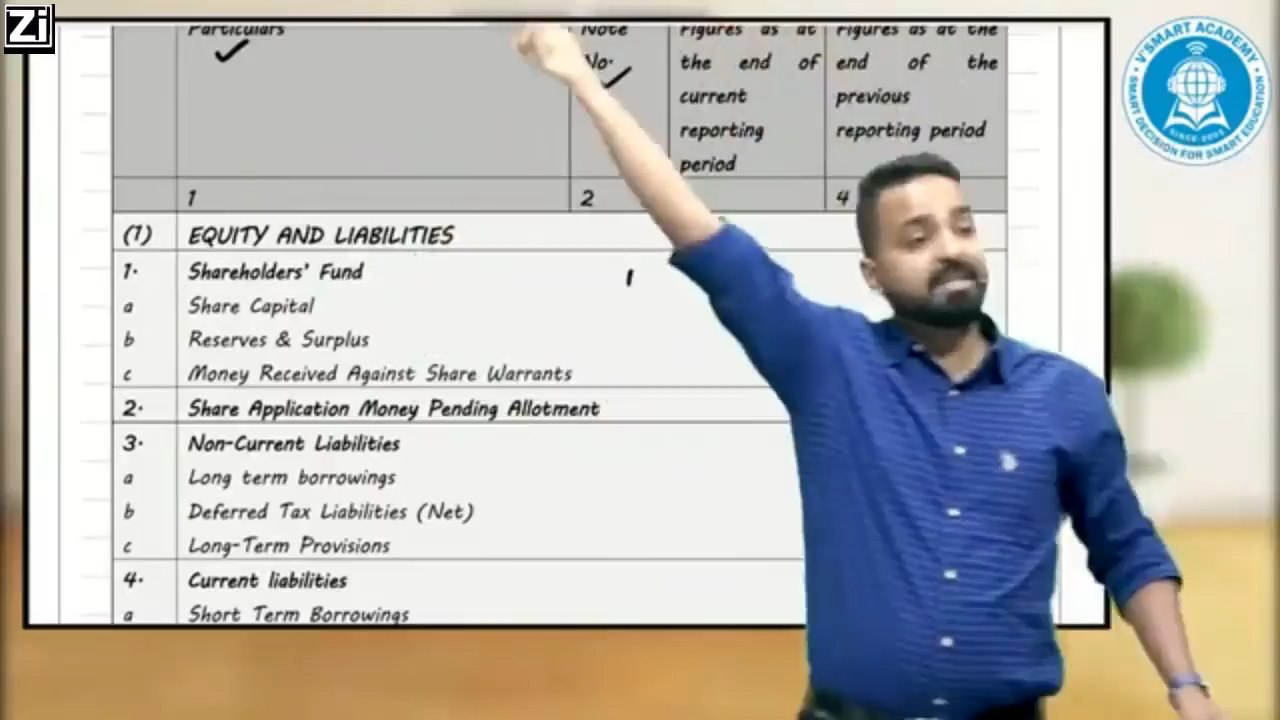 Zi
Particulars
Note No.
Figures as at the end of current reporting period
Figures as at the end of the previous reporting period
1
2
4
(1) EQUITY AND LIABILITIES
1. Shareholders' Fund
1
a Share Capital
b Reserves & Surplus
c Money Received Against Share Warrants
2. Share Application Money Pending Allotment
3. Non-Current Liabilities
a Long term borrowings
b Deferred Tax Liabilities (Net)
c Long-Term Provisions
4. Current liabilities
a Short Term Borrowings
V'SMART ACADEMY
SINCE-2005
SMART DECISION FOR SMART EDUCATION